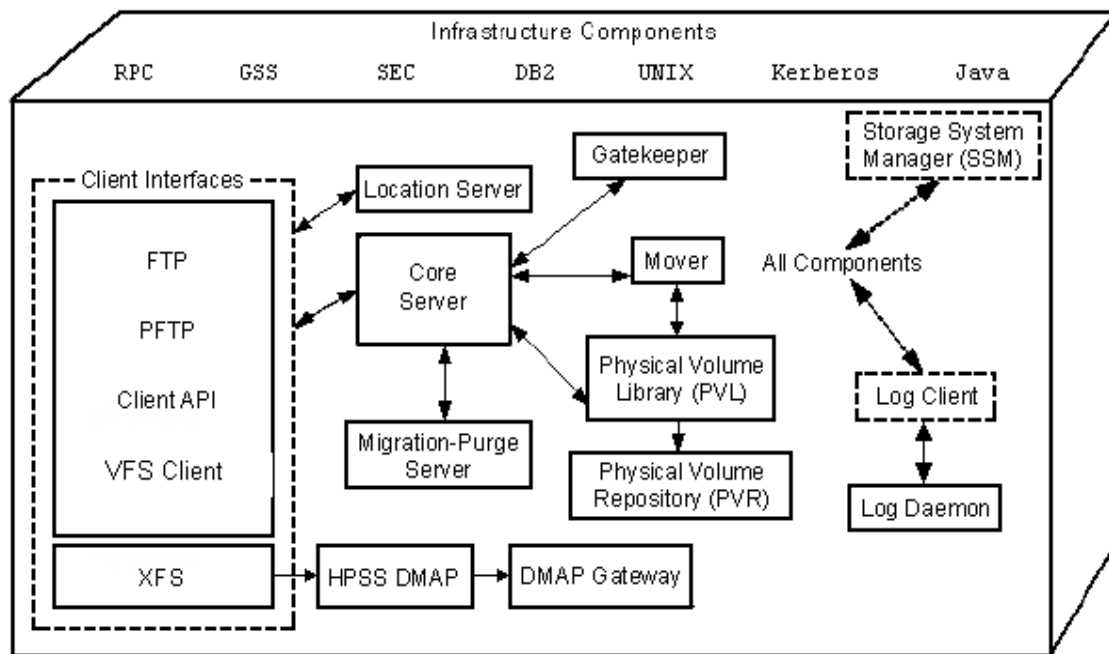 Infrastructure Components
RPC GSS SEC DB2 UNIX Kerberos Java
Client Interfaces
FTP
PFTP
Client API
VFS Client
XFS
Location Server
Core
Server
Migration-Purge
Server
HPSS DMAP
DMAP Gateway
Gatekeeper
Mover
Physical Volume
Library (PVL)
Physical Volume
Repository (PVR)
Storage System
Manager (SSM)
All Components
Log Client
Log Daemon